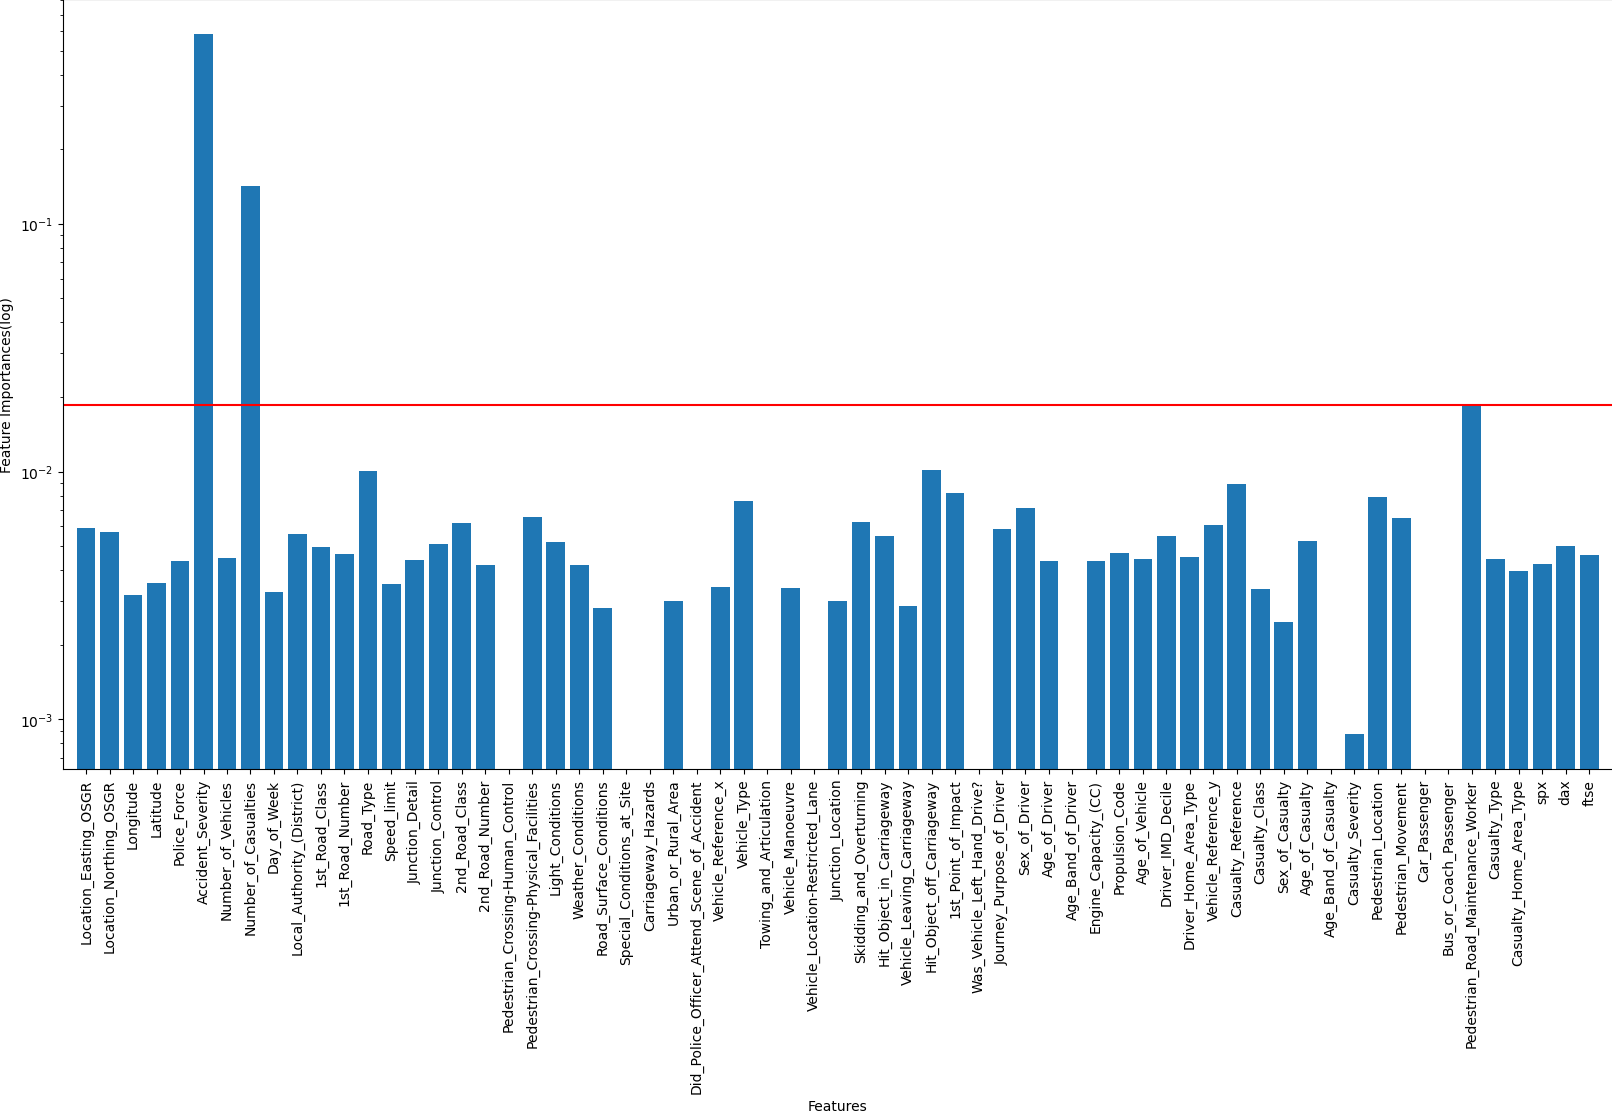 Feature Importances(log)
10⁻¹
10⁻²
10⁻³
Location_Easting_OSGR
Location_Northing_OSGR
Longitude
Latitude
Police_Force
Accident_Severity
Number_of_Vehicles
Number_of_Casualties
Day_of_Week
Local_Authority_(District)
1st_Road_Class
1st_Road_Number
Road_Type
Speed_limit
Junction_Detail
Junction_Control
2nd_Road_Class
2nd_Road_Number
Pedestrian_Crossing-Human_Control
Pedestrian_Crossing-Physical_Facilities
Light_Conditions
Weather_Conditions
Road_Surface_Conditions
Special_Conditions_at_Site
Carriageway_Hazards
Urban_or_Rural_Area
Did_Police_Officer_Attend_Scene_of_Accident
Vehicle_Reference_x
Vehicle_Type
Towing_and_Articulation
Vehicle_Manoeuvre
Vehicle_Location-Restricted_Lane
Junction_Location
Skidding_and_Overturning
Hit_Object_in_Carriageway
Vehicle_Leaving_Carriageway
Hit_Object_off_Carriageway
1st_Point_of_Impact
Was_Vehicle_Left_Hand_Drive?
Journey_Purpose_of_Driver
Sex_of_Driver
Age_of_Driver
Age_Band_of_Driver
Engine_Capacity_(CC)
Propulsion_Code
Age_of_Vehicle
Driver_IMD_Decile
Driver_Home_Area_Type
Vehicle_Reference_y
Casualty_Reference
Casualty_Class
Sex_of_Casualty
Age_of_Casualty
Age_Band_of_Casualty
Casualty_Severity
Pedestrian_Location
Pedestrian_Movement
Car_Passenger
Bus_or_Coach_Passenger
Pedestrian_Road_Maintenance_Worker
Casualty_Type
Casualty_Home_Area_Type
spx
dax
ftse
Features